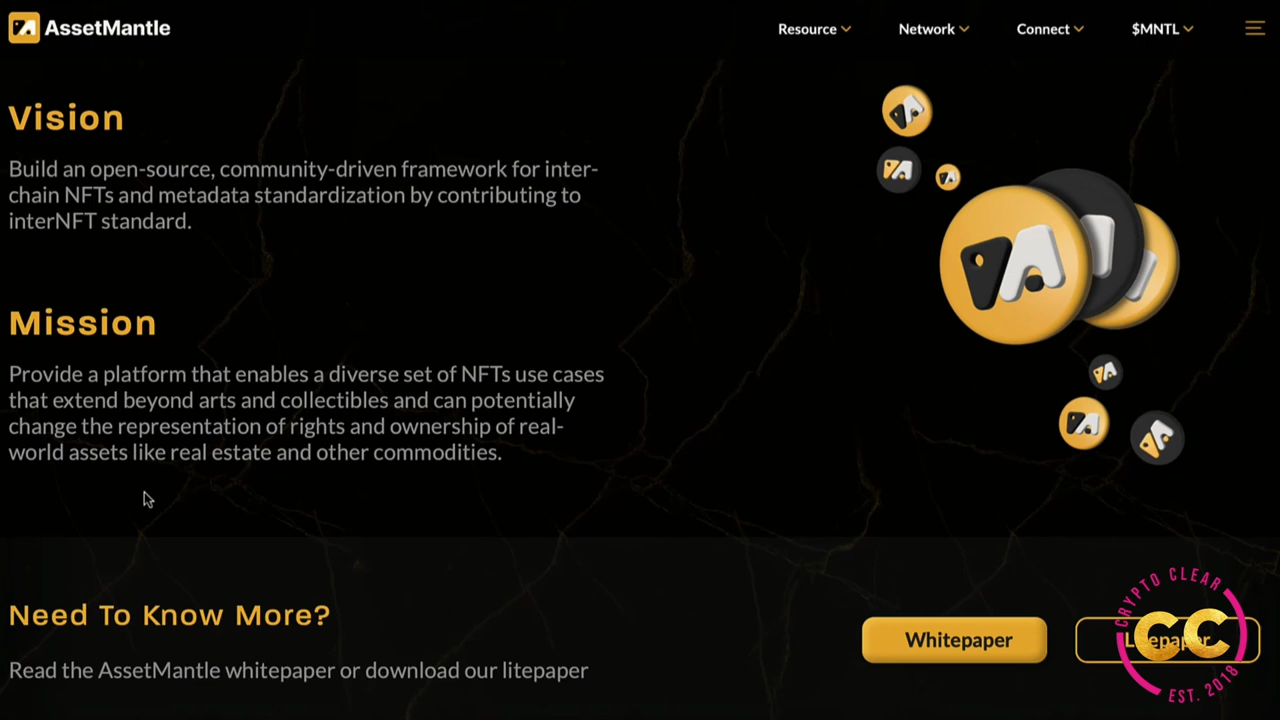 AssetMantle
Resource
Network
Connect
$MNTL
Vision
Build an open-source, community-driven framework for inter-
chain NFTs and metadata standardization by contributing to
interNFT standard.
Mission
Provide a platform that enables a diverse set of NFTs use cases
that extend beyond arts and collectibles and can potentially
change the representation of rights and ownership of real-
world assets like real estate and other commodities.
Need To Know More?
Read the AssetMantle whitepaper or download our litepaper
Whitepaper
Litepaper
CRYPTO CLEAR
CC
EST. 2018